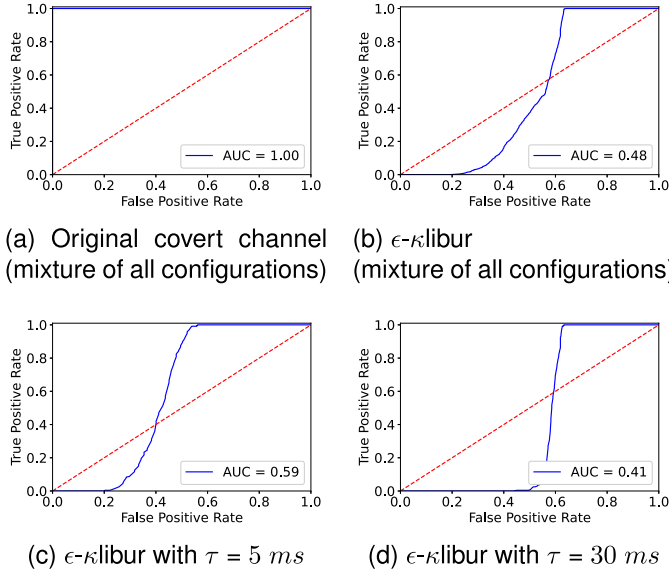 1.0
0.8
0.6
0.4
0.2
0.0
True Positive Rate
AUC = 1.00
0.0 0.2 0.4 0.6 0.8 1.0
False Positive Rate
(a) Original covert channel
(mixture of all configurations)
1.0
0.8
0.6
0.4
0.2
0.0
True Positive Rate
AUC = 0.48
0.0 0.2 0.4 0.6 0.8 1.0
False Positive Rate
(b) ϵ-κlibur
(mixture of all configurations)
1.0
0.8
0.6
0.4
0.2
0.0
True Positive Rate
AUC = 0.59
0.0 0.2 0.4 0.6 0.8 1.0
False Positive Rate
(c) ϵ-κlibur with τ = 5 ms
1.0
0.8
0.6
0.4
0.2
0.0
True Positive Rate
AUC = 0.41
0.0 0.2 0.4 0.6 0.8 1.0
False Positive Rate
(d) ϵ-κlibur with τ = 30 ms